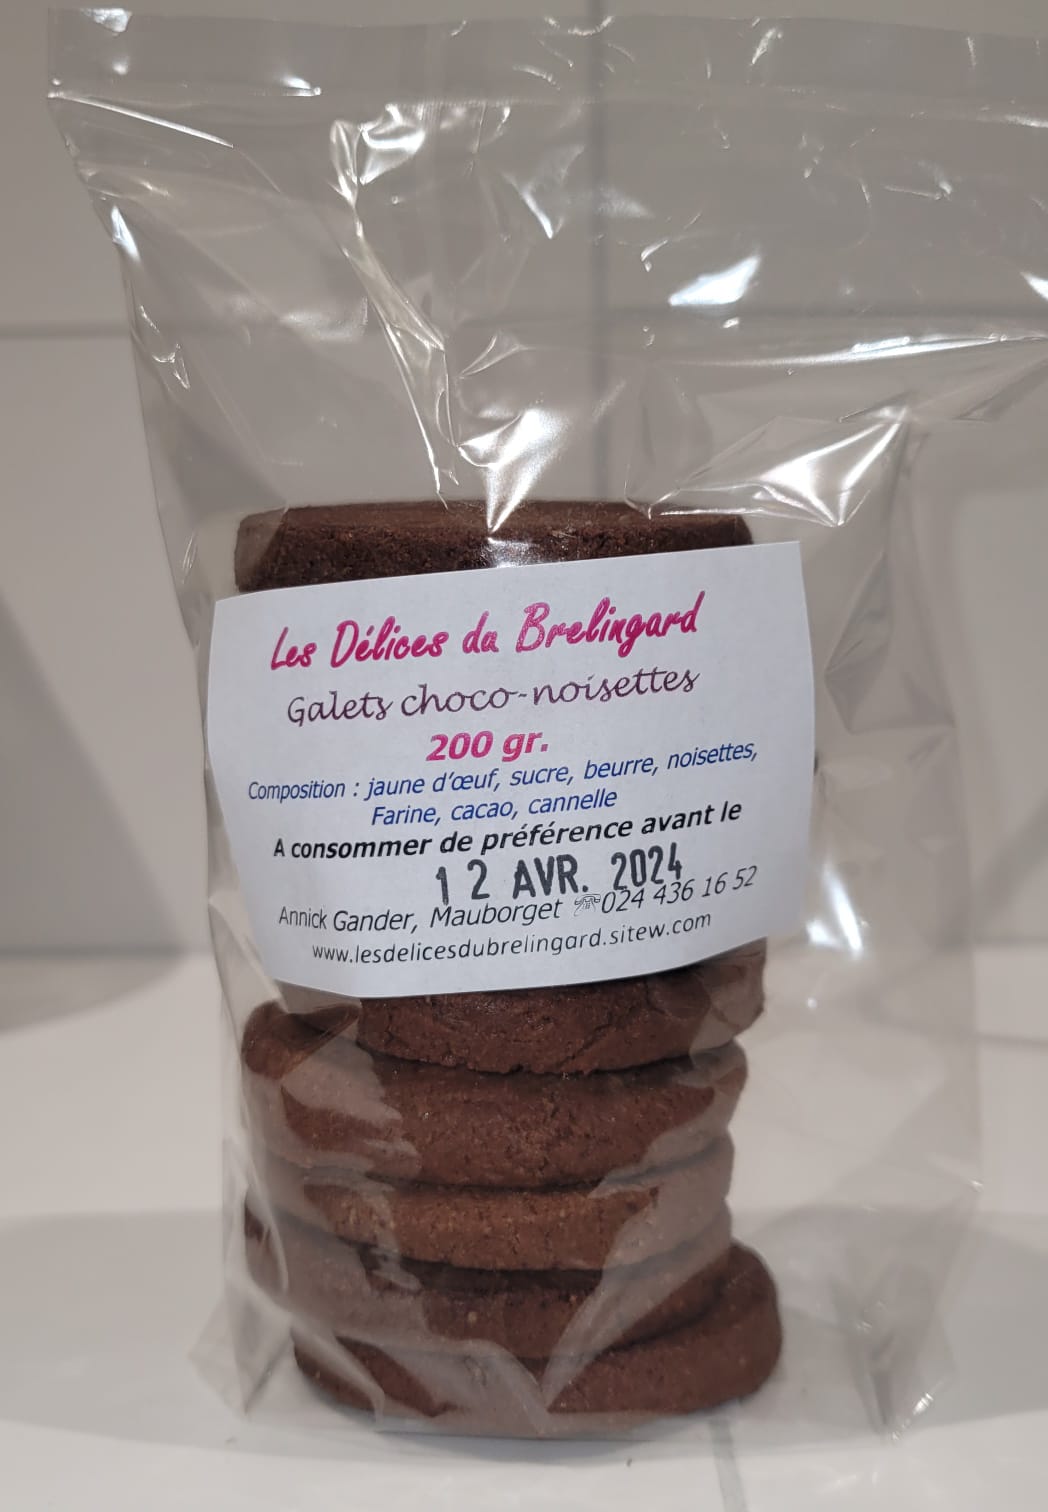 Les Délices du Brelingard
Galets choco-noisettes
200 gr.
Composition : jaune d'œuf, sucre, beurre, noisettes,
Farine, cacao, cannelle
A consommer de préférence avant le
12 AVR. 2024
Annick Gander, Mauborget ☎024 436 16 52
www.lesdelicesdubrelingard.sitew.com